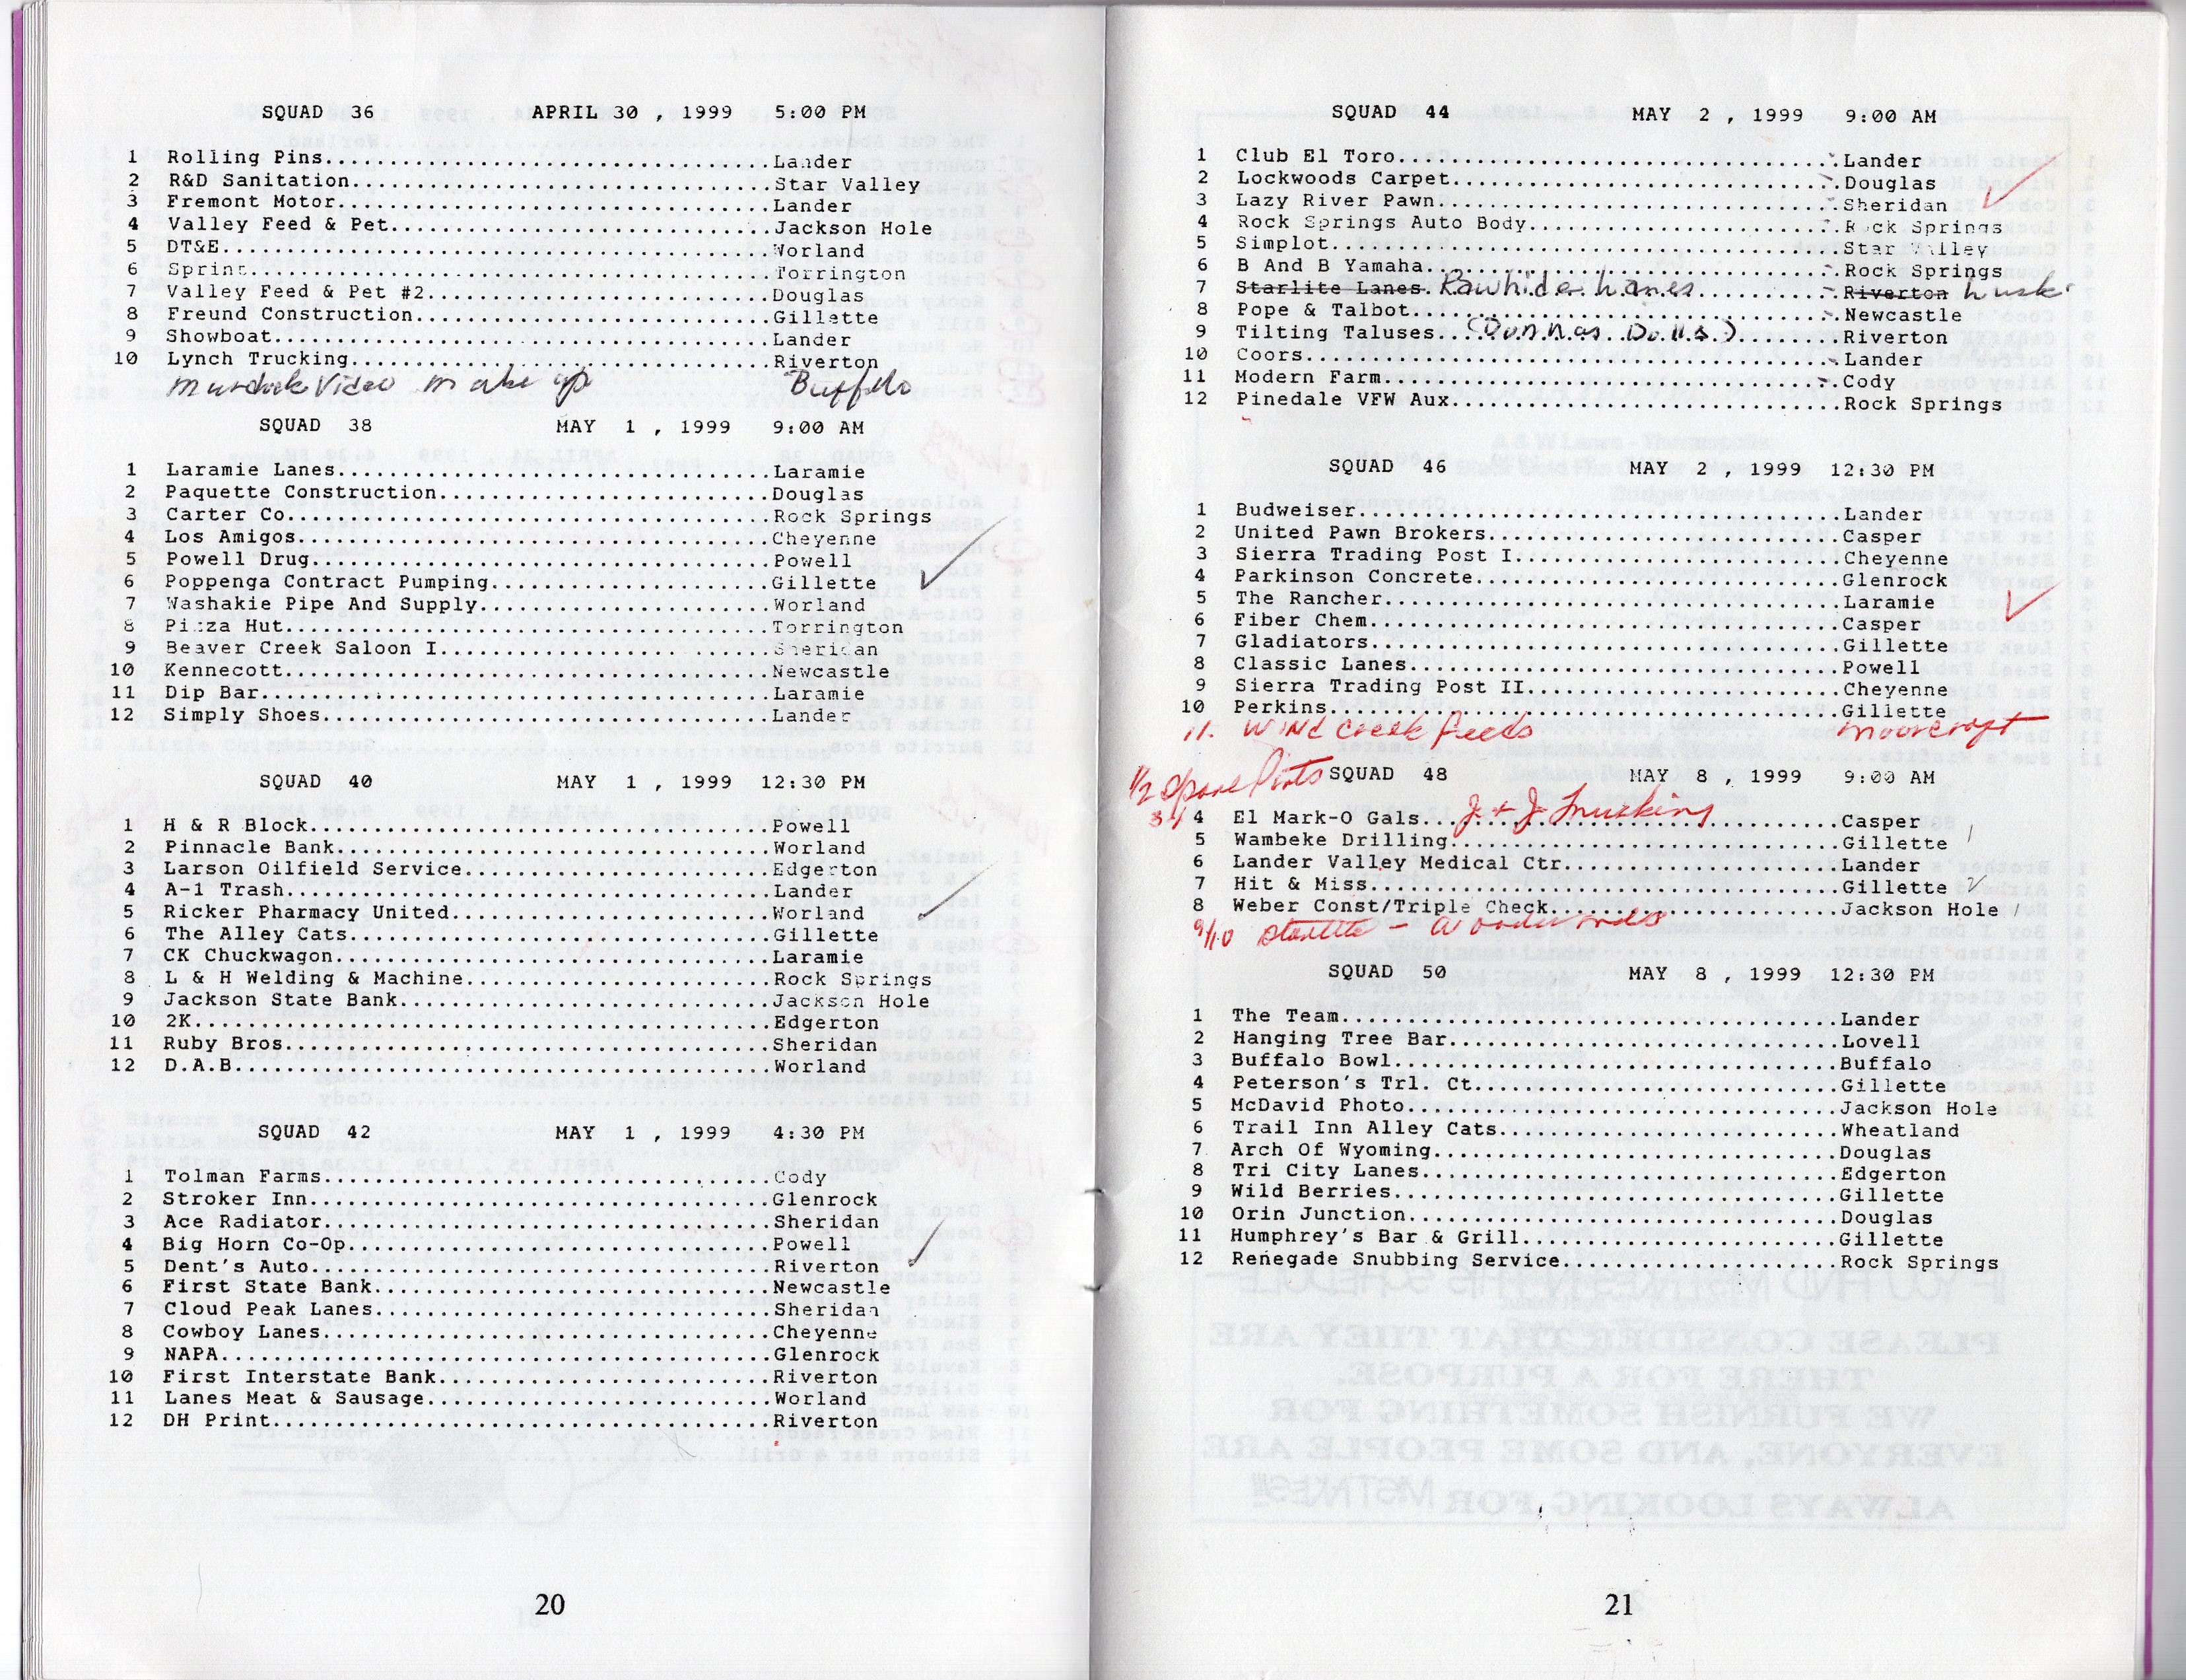 SQUAD 36 APRIL 30 , 1999 5:00 PM
1 Rolling Pins..................................Lander
2 R&D Sanitation................................Star Valley
3 Fremont Motor.................................Lander
4 Valley Feed & Pet.............................Jackson Hole
5 DT&E..........................................Worland
6 Sprint........................................Torrington
7 Valley Feed & Pet #2..........................Douglas
8 Freund Construction...........................Gillette
9 Showboat......................................Lander
10 Lynch Trucking................................Riverton
Video make up Buffalo
SQUAD 38 MAY 1 , 1999 9:00 AM
1 Laramie Lanes.................................Laramie
2 Paquette Construction.........................Douglas
3 Carter Co.....................................Rock Springs
4 Los Amigos....................................Cheyenne
5 Powell Drug...................................Powell
6 Poppenga Contract Pumping.....................Gillette
7 Washakie Pipe And Supply......................Worland
8 Pizza Hut.....................................Torrington
9 Beaver Creek Saloon I.........................Sheridan
10 Kennecott.....................................Newcastle
11 Dip Bar.......................................Laramie
12 Simply Shoes..................................Lander
SQUAD 40 MAY 1 , 1999 12:30 PM
1 H & R Block...................................Powell
2 Pinnacle Bank.................................Worland
3 Larson Oilfield Service.......................Edgerton
4 A-1 Trash.....................................Lander
5 Ricker Pharmacy United........................Worland
6 The Alley Cats................................Gillette
7 CK Chuckwagon.................................Laramie
8 L & H Welding & Machine.......................Rock Springs
9 Jackson State Bank............................Jackson Hole
10 2K............................................Edgerton
11 Ruby Bros.....................................Sheridan
12 D.A.B.........................................Worland
SQUAD 42 MAY 1 , 1999 4:30 PM
1 Tolman Farms..................................Cody
2 Stroker Inn...................................Glenrock
3 Ace Radiator..................................Sheridan
4 Big Horn Co-Op................................Powell
5 Dent's Auto...................................Riverton
6 First State Bank..............................Newcastle
7 Cloud Peak Lanes..............................Sheridan
8 Cowboy Lanes..................................Cheyenne
9 NAPA..........................................Glenrock
10 First Interstate Bank.........................Riverton
11 Lanes Meat & Sausage..........................Worland
12 DH Print......................................Riverton
20
SQUAD 44 MAY 2 , 1999 9:00 AM
1 Club El Toro..................................Lander
2 Lockwoods Carpet..............................Douglas
3 Lazy River Pawn...............................Sheridan
4 Rock Springs Auto Body........................Rock Springs
5 Simplot.......................................Star Valley
6 B And B Yamaha................................Rock Springs
7 Starlite Lanes. Rawhide Lanes.................Riverton Lusk
8 Pope & Talbot.................................Newcastle
9 Tilting Taluses...(Donnas Dolls)..............Riverton
10 Coors.........................................Lander
11 Modern Farm...................................Cody
12 Pinedale VFW Aux..............................Rock Springs
SQUAD 46 MAY 2 , 1999 12:30 PM
1 Budweiser.....................................Lander
2 United Pawn Brokers...........................Casper
3 Sierra Trading Post I.........................Cheyenne
4 Parkinson Concrete............................Glenrock
5 The Rancher...................................Laramie
6 Fiber Chem....................................Casper
7 Gladiators....................................Gillette
8 Classic Lanes.................................Powell
9 Sierra Trading Post II........................Cheyenne
10 Perkins.......................................Gillette
11. Wind Creek Feeds Moorcroft
1/2 Spare Parts SQUAD 48 MAY 8 , 1999 9:00 AM
3/4 4 El Mark-O Gals...J & J Trucking...............Casper
5 Wambeke Drilling..............................Gillette
6 Lander Valley Medical Ctr.....................Lander
7 Hit & Miss....................................Gillette
8 Weber Const/Triple Check......................Jackson Hole
9/10
SQUAD 50 MAY 8 , 1999 12:30 PM
1 The Team......................................Lander
2 Hanging Tree Bar..............................Lovell
3 Buffalo Bowl..................................Buffalo
4 Peterson's Trl. Ct............................Gillette
5 McDavid Photo.................................Jackson Hole
6 Trail Inn Alley Cats..........................Wheatland
7 Arch Of Wyoming...............................Douglas
8 Tri City Lanes................................Edgerton
9 Wild Berries..................................Gillette
10 Orin Junction.................................Douglas
11 Humphrey's Bar & Grill........................Gillette
12 Renegade Snubbing Service.....................Rock Springs
21